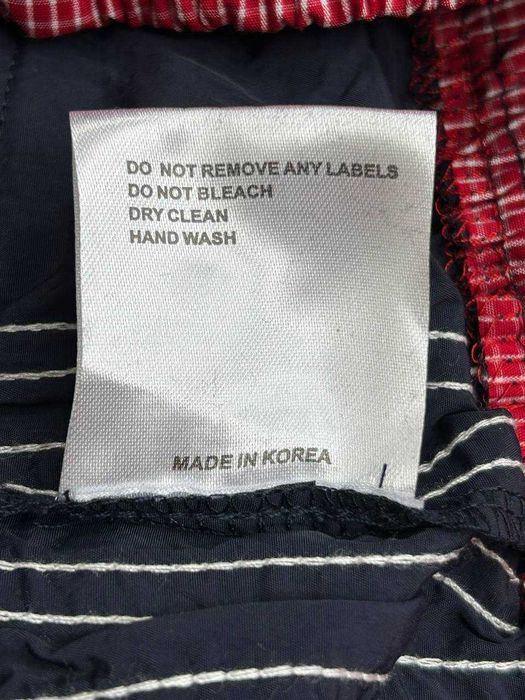 DO NOT REMOVE ANY LABELS
DO NOT BLEACH
DRY CLEAN
HAND WASH
MADE IN KOREA